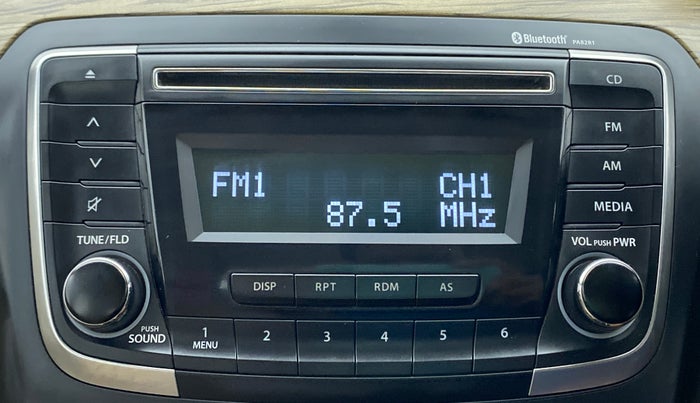 Bluetooth PA82R1
CD
FM
AM
MEDIA
FM1 CH1
87.5 MHz
TUNE/FLD
VOL PUSH PWR
DISP RPT RDM AS
PUSH
SOUND
1 2 3 4 5 6
MENU